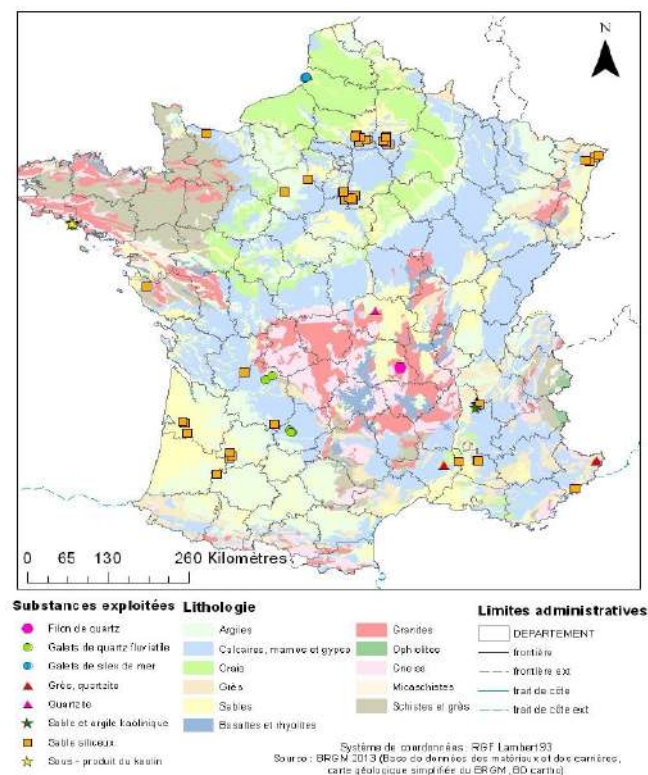 N
0 65 130 260 Kilomètres
Substances exploitées
Filon de quartz
Galets de quartz fluviatile
Galets de silex de mer
Grès, quartzite
Quartzite
Sable et argile kaolinique
Sable siliceux
Sous - produit du kaolin
Lithologie
Argiles
Calcaires, marnes et gypse
Craie
Grès
Sables
Basaltes et rhyolites
Granites
Ophiolites
Gneiss
Micaschistes
Schistes et grès
Limites administratives
DEPARTEMENT
frontière
frontière ext
trait de côte
trait de côte ext
Système de coordonnées : RGF Lambert93
Source : BRGM 2013 (Base de données des matériaux et des carrières,
carte géologique simplifiée du BRGM, BD cartho)